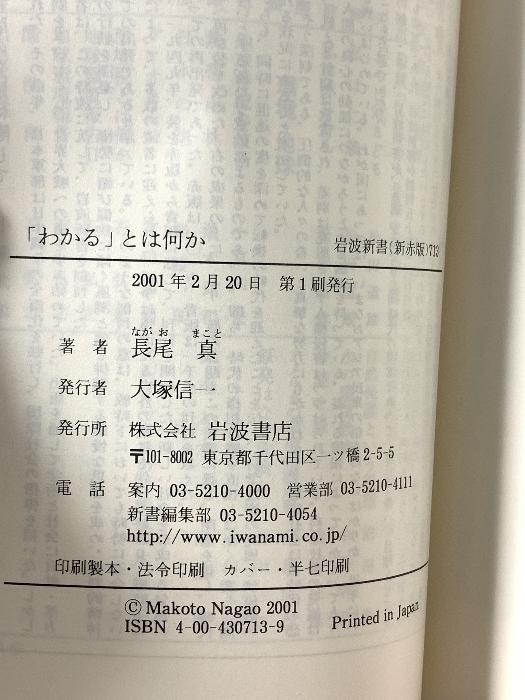 「わかる」とは何か
岩波新書(新赤版)713
2001年2月20日 第1刷発行
ながお まこと
著者 長尾 真
発行者 大塚信一
発行所 株式会社 岩波書店
〒101-8002 東京都千代田区一ツ橋2-5-5
電話 案内 03-5210-4000 営業部 03-5210-4111
新書編集部 03-5210-4054
http://www.iwanami.co.jp/
印刷製本・法令印刷 カバー・半七印刷
© Makoto Nagao 2001
ISBN 4-00-430713-9
Printed in Japan